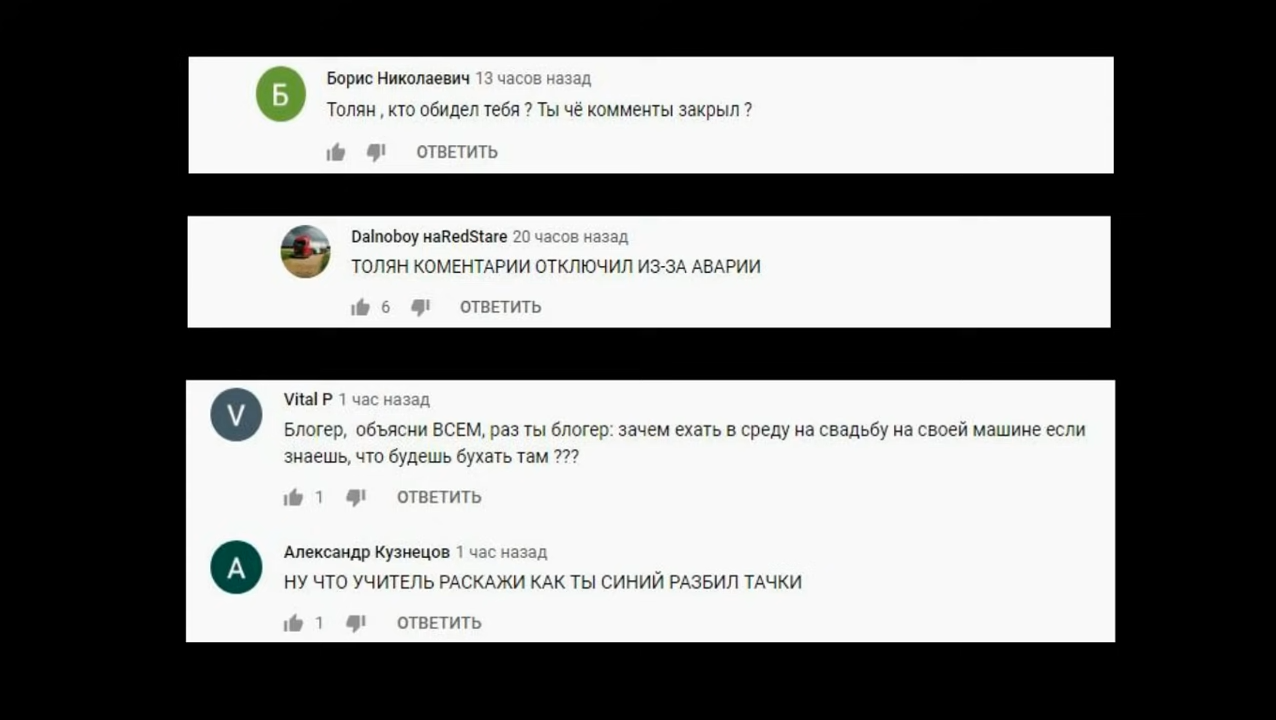 Б
Борис Николаевич 13 часов назад
Толян , кто обидел тебя ? Ты чё комменты закрыл ?
ОТВЕТИТЬ
Dalnoboy наRedStare 20 часов назад
ТОЛЯН КОМЕНТАРИИ ОТКЛЮЧИЛ ИЗ-ЗА АВАРИИ
6 ОТВЕТИТЬ
V
Vital P 1 час назад
Блогер, объясни ВСЕМ, раз ты блогер: зачем ехать в среду на свадьбу на своей машине если
знаешь, что будешь бухать там ???
1 ОТВЕТИТЬ
А
Александр Кузнецов 1 час назад
НУ ЧТО УЧИТЕЛЬ РАСКАЖИ КАК ТЫ СИНИЙ РАЗБИЛ ТАЧКИ
1 ОТВЕТИТЬ